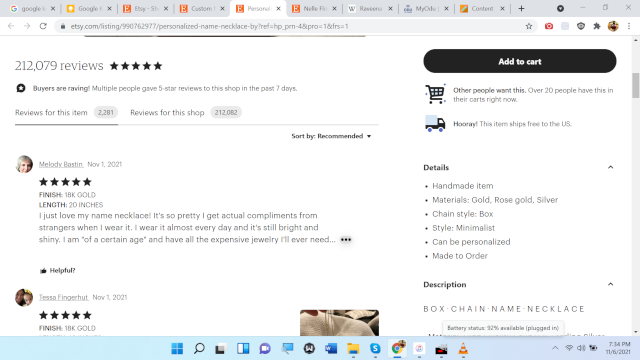 google k
Google K
Etsy - Sh
Custom I
Personal
Nelle Fin
Raveena
MyOdu
Content
etsy.com/listing/990762977/personalized-name-necklace-by?ref=hp_prn-4&pro=1&frs=1
212,079 reviews
Buyers are raving! Multiple people gave 5-star reviews to this shop in the past 7 days.
Reviews for this item 2,281 Reviews for this shop 212,082
Sort by: Recommended
Melody Bastin Nov 1, 2021
FINISH: 18K GOLD
LENGTH: 20 INCHES
I just love my name necklace! It's so pretty I get actual compliments from
strangers when I wear it. I wear it almost every day and it's still bright and
shiny. I am "of a certain age" and have all the expensive jewelry I'll ever need...
Helpful?
Tessa Fingerhut Nov 1, 2021
FINISH: 18K GOLD
LENGTH: 20 INCHES
Add to cart
Other people want this. Over 20 people have this in
their carts right now.
Hooray! This item ships free to the US.
Details
Handmade item
Materials: Gold, Rose gold, Silver
Chain style: Box
Style: Minimalist
Can be personalized
Made to Order
Description
B O X · C H A I N · N A M E · N E C K L A C E
Battery status: 92% available (plugged in)
7:34 PM
11/6/2021